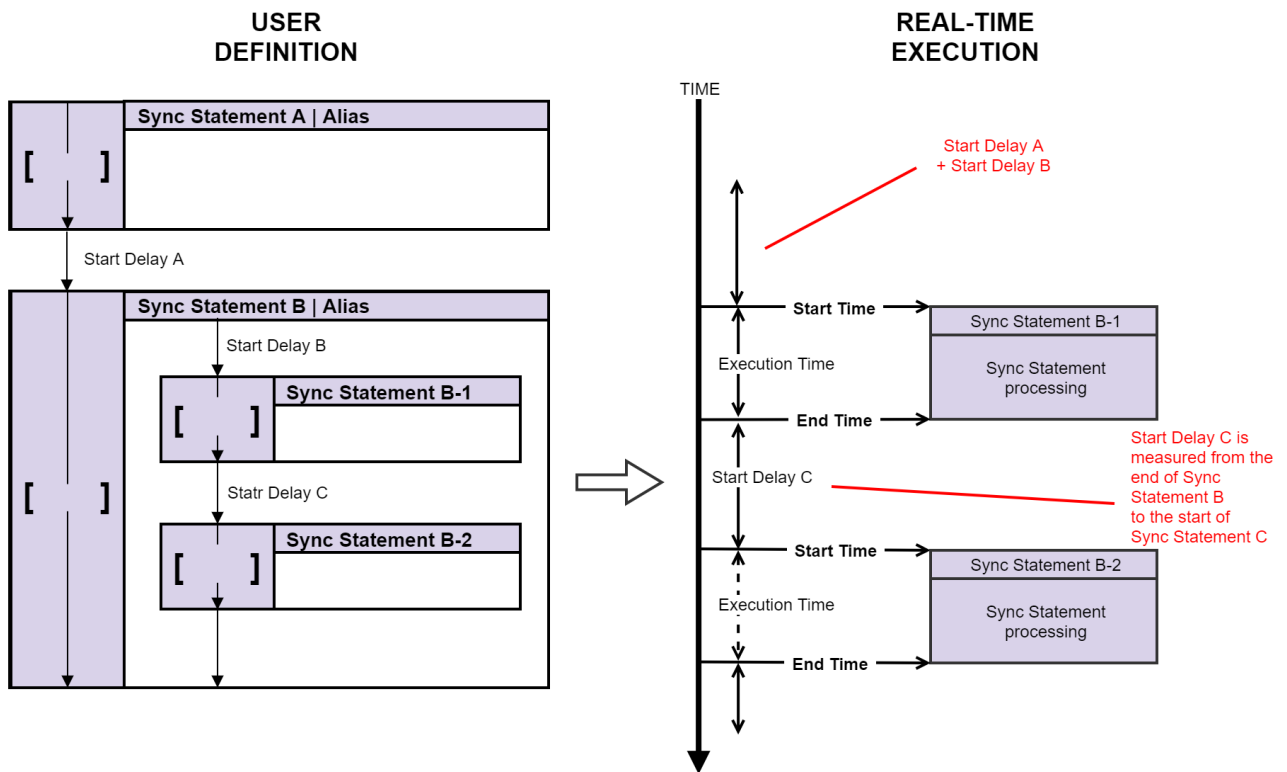 USER
DEFINITION
REAL-TIME
EXECUTION
Sync Statement A | Alias
[ ]
Start Delay A
Sync Statement B | Alias
Start Delay B
Sync Statement B-1
[ ]
[ ]
Statr Delay C
Sync Statement B-2
[ ]
TIME
Start Delay A
+ Start Delay B
Start Time
Sync Statement B-1
Execution Time
Sync Statement
processing
End Time
Start Delay C
Start Delay C is
measured from the
end of Sync
Statement B
to the start of
Sync Statement C
Start Time
Sync Statement B-2
Execution Time
Sync Statement
processing
End Time